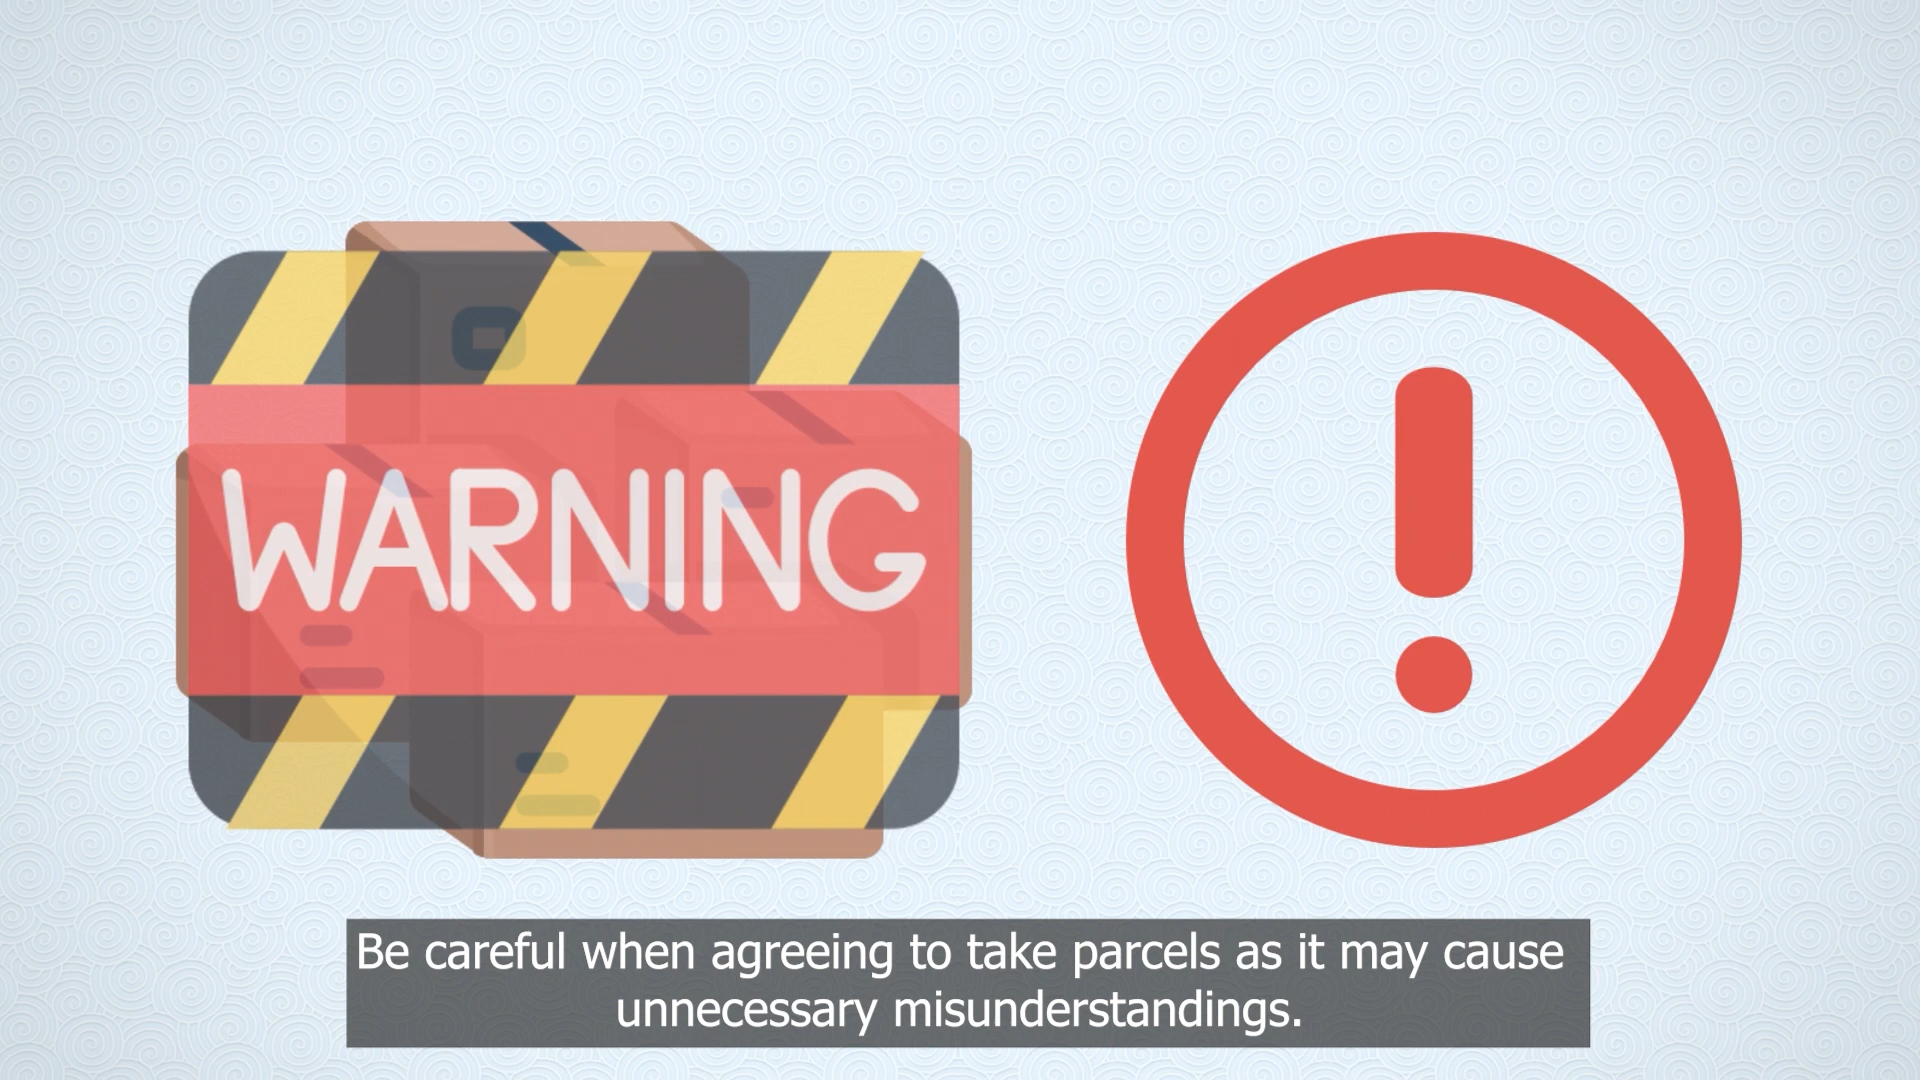 WARNING
Be careful when agreeing to take parcels as it may cause
unnecessary misunderstandings.